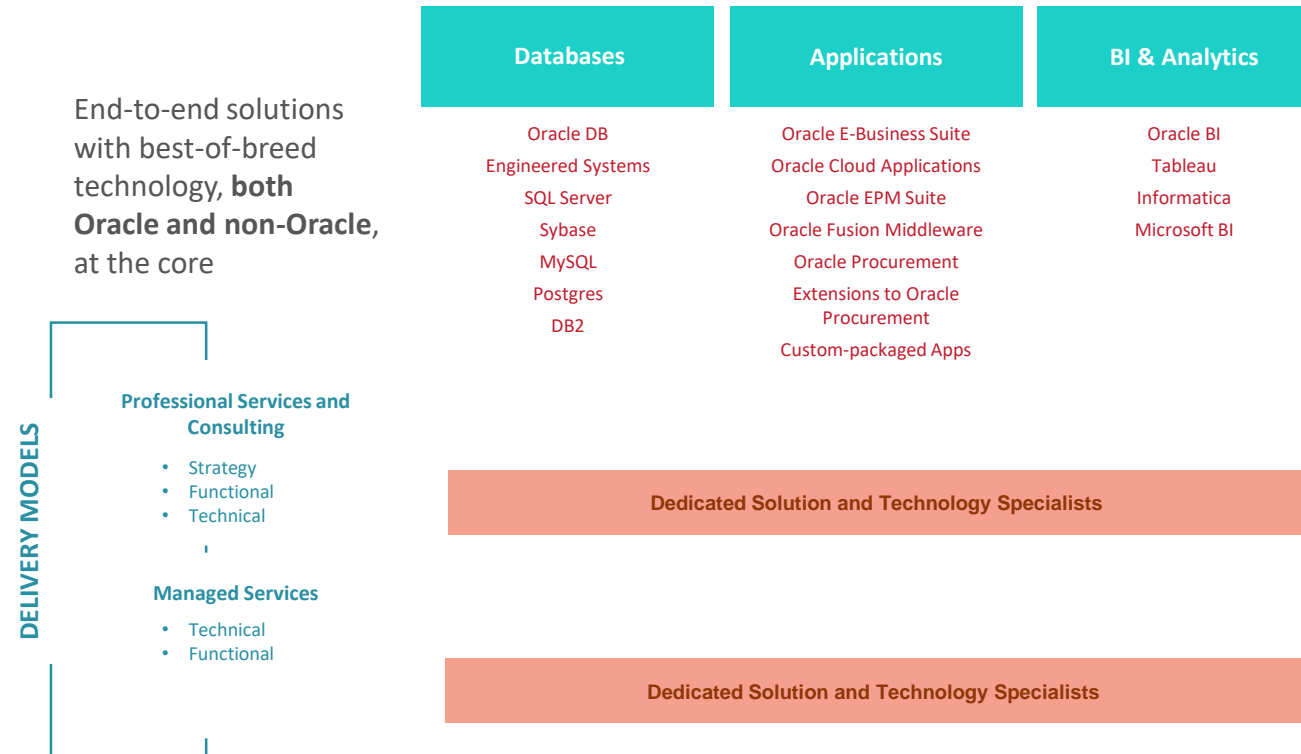 End-to-end solutions
with best-of-breed
technology, both
Oracle and non-Oracle,
at the core
Databases
Oracle DB
Engineered Systems
SQL Server
Sybase
MySQL
Postgres
DB2
Applications
Oracle E-Business Suite
Oracle Cloud Applications
Oracle EPM Suite
Oracle Fusion Middleware
Oracle Procurement
Extensions to Oracle
Procurement
Custom-packaged Apps
BI & Analytics
Oracle BI
Tableau
Informatica
Microsoft BI
DELIVERY MODELS
Professional Services and
Consulting
• Strategy
• Functional
• Technical
Dedicated Solution and Technology Specialists
Managed Services
• Technical
• Functional
Dedicated Solution and Technology Specialists